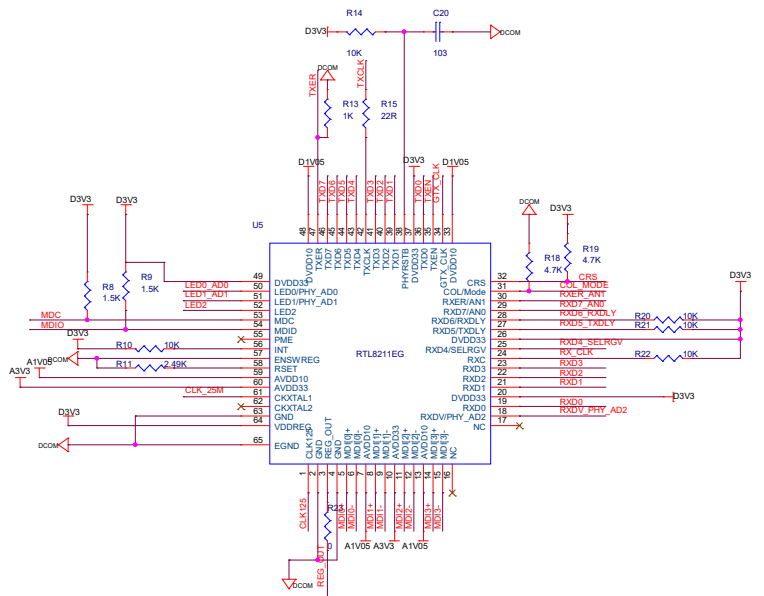 R14
C20
D3V3
DCOM
10K
103
DCOM
TXER
TXCLK
R13
1K
R15
22R
D1V05
D3V3
D1V05
TXD7
TXD6
TXD5
TXD4
TXD3
TXD2
TXD1
TXD0
TXEN
GTX_CLK
D3V3
D3V3
U5
48
47
46
45
44
43
42
41
40
39
38
37
36
35
34
33
DVDD10
TXER
TXD7
TXD6
TXD5
TXD4
TXCLK
TXD3
TXD2
TXD1
PHYRSTB
DVDD33
TXD0
TXEN
GTX_CLK
DVDD10
DCOM
D3V3
R18
4.7K
R19
4.7K
R8
1.5K
R9
1.5K
LED0_AD0
LED1_AD1
LED2
MDC
MDIO
D3V3
R10
10K
DCOM
R11
2.49K
A1V05
A3V3
CLK_25M
D3V3
DCOM
49 DVDD33
50 LED0/PHY_AD0
51 LED1/PHY_AD1
52 LED2
53 MDC
54 MDID
55 PME
56 INT
57 ENSWREG
58 RSET
59 AVDD10
60 AVDD33
61 CKXTAL1
62 CKXTAL2
63 GND
64 VDDREG
65 EGND
RTL8211EG
CRS 32 CRS
COL/Mode 31 COL_MODE
RXER/AN1 30 RXER_ANT
RXD7/AN0 29 RXD7_AN0
RXD6/RXDLY 28 RXD6_RXDLY
RXD5/TXDLY 27 RXD5_TXDLY
DVDD33 26
RXD4/SELRGV 25 RXD4_SELRGV
RXC 24 RX_CLK
RXD3 23 RXD3
RXD2 22 RXD2
RXD1 21 RXD1
DVDD33 20 D3V3
RXD0 19 RXD0
RXDV/PHY_AD2 18 RXDV_PHY_AD2
NC 17
D3V3
R20 10K
R21 10K
R22 10K
CLK125
GND
REG_OUT
GND
MDI[0]+
MDI[0]-
AVDD10
MDI[1]+
MDI[1]-
AVDD33
MDI[2]+
MDI[2]-
AVDD10
MDI[3]+
MDI[3]-
NC
1
2
3
4
5
6
7
8
9
10
11
12
13
14
15
16
CLK125
R23
0
MDI0+
MDI0-
MDI1+
MDI1-
MDI2+
MDI2-
MDI3+
MDI3-
A1V05
A3V3
A1V05
REG_OUT
DCOM